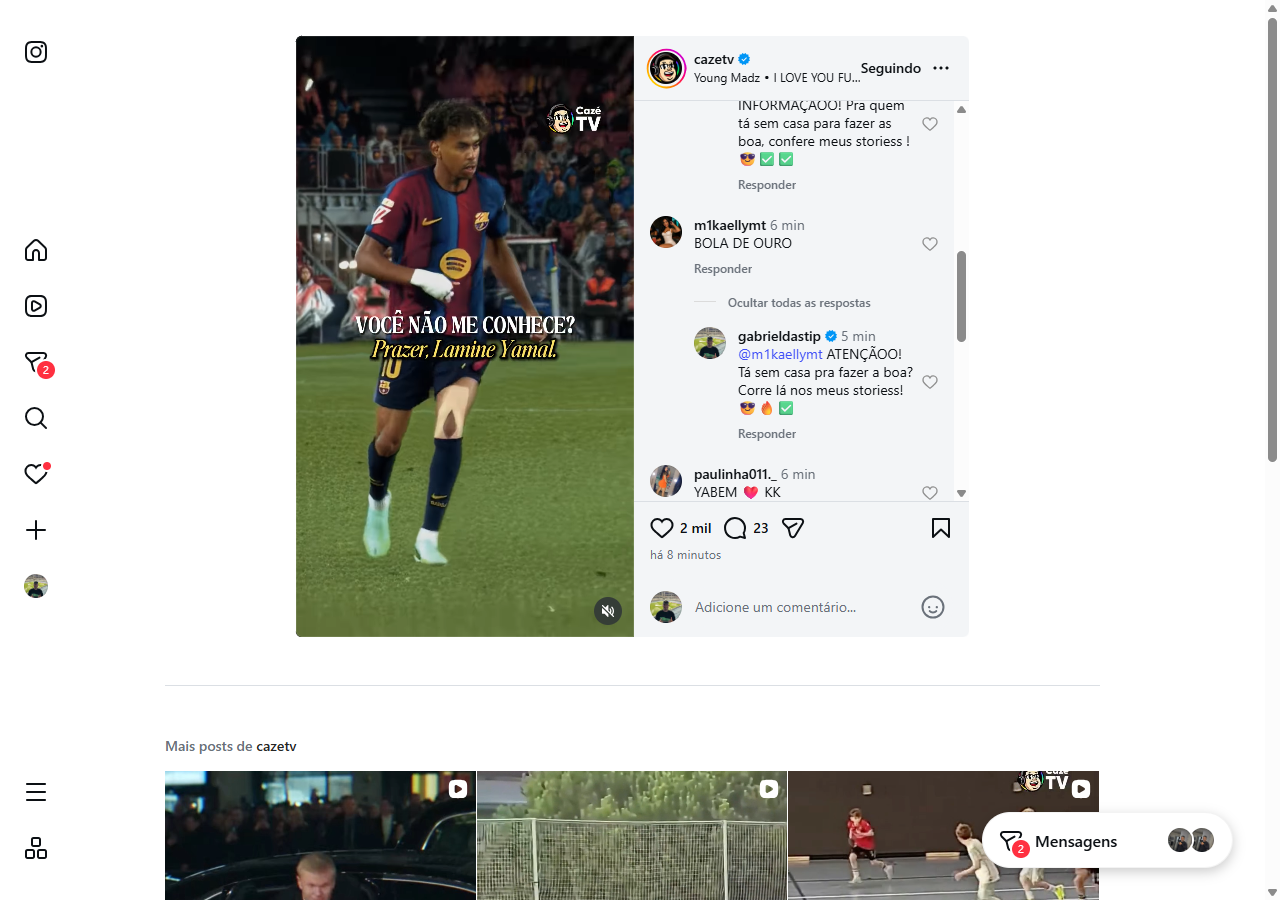 Cazé
TV
VOCÊ NÃO ME CONHECE?
Prazer, Lamine Yamal.
10
cazetv
Young Madz • I LOVE YOU FU...
Seguindo
INFORMAÇÃOO! Pra quem
tá sem casa para fazer as
boa, confere meus storiess !
😎 ✅ ✅
Responder
m1kaellymt 6 min
BOLA DE OURO
Responder
Ocultar todas as respostas
gabrieldastip 5 min
@m1kaellymt ATENÇÃOO!
Tá sem casa pra fazer a boa?
Corre lá nos meus storiess!
😎 🔥 ✅
Responder
paulinha011._ 6 min
YABEM 💖 KK
2 mil
23
há 8 minutos
Adicione um comentário...
2
Mais posts de cazetv
TV
2
Mensagens